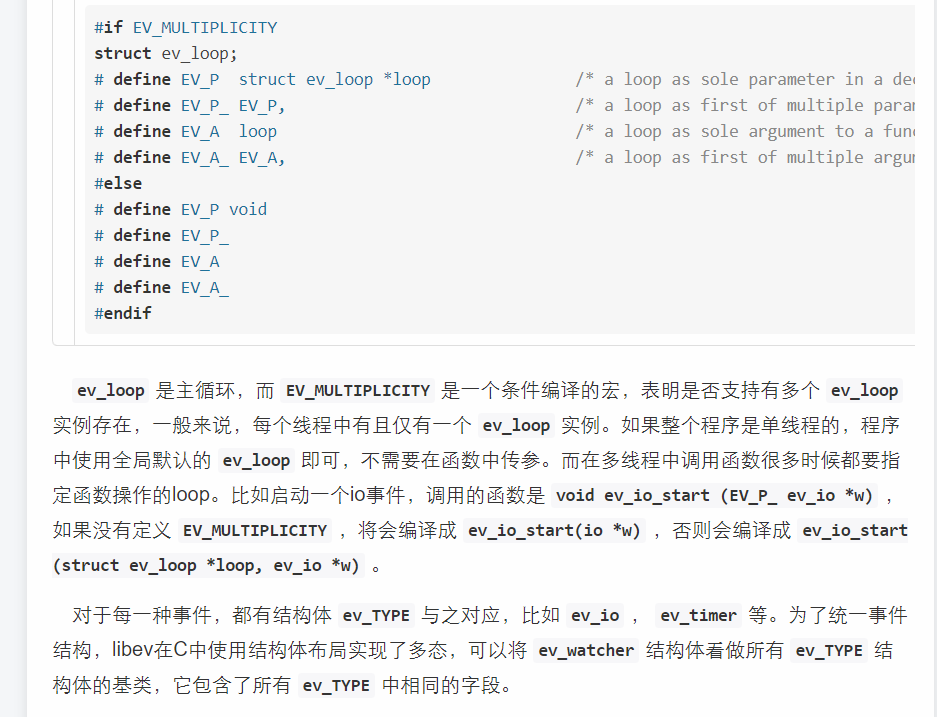 #if EV_MULTIPLICITY
struct ev_loop;
# define EV_P  struct ev_loop *loop               /* a loop as sole parameter in a
# define EV_P_ EV_P,                              /* a loop as first of multiple
# define EV_A  loop                               /* a loop as sole argument to a
# define EV_A_ EV_A,                              /* a loop as first of multiple
#else
# define EV_P void
# define EV_P_
# define EV_A
# define EV_A_
#endif
ev_loop 是主循环，而 EV_MULTIPLICITY 是一个条件编译的宏，表明是否支持有多个 ev_loop
实例存在，一般来说，每个线程中有且仅有一个 ev_loop 实例。如果整个程序是单线程的，程序
中使用全局默认的 ev_loop 即可，不需要在函数中传参。而在多线程中调用函数很多时候都要指
定函数操作的loop。比如启动一个io事件，调用的函数是 void ev_io_start (EV_P_ ev_io *w) ，
如果没有定义 EV_MULTIPLICITY ，将会编译成 ev_io_start(io *w) ，否则会编译成 ev_io_start
(struct ev_loop *loop, ev_io *w) 。
对于每一种事件，都有结构体 ev_TYPE 与之对应，比如 ev_io ， ev_timer 等。为了统一事件
结构，libev在C中使用结构体布局实现了多态，可以将 ev_watcher 结构体看做所有 ev_TYPE 结
构体的基类，它包含了所有 ev_TYPE 中相同的字段。